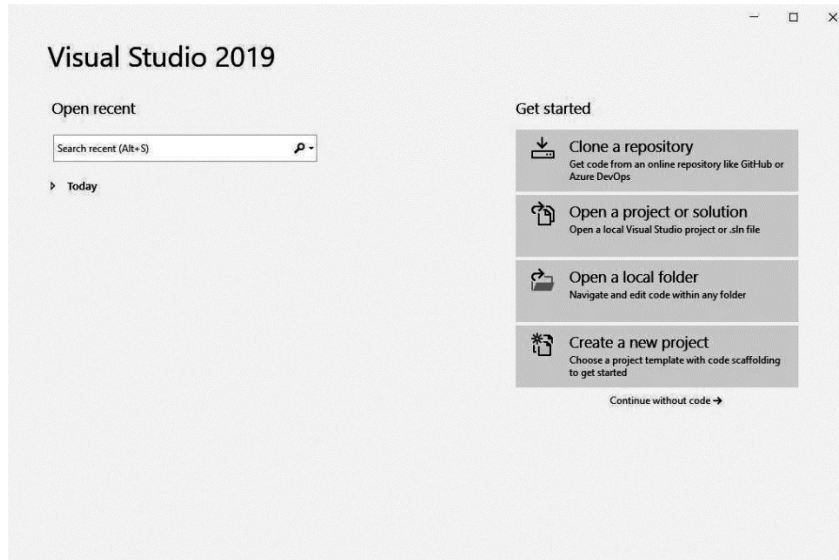 Visual Studio 2019
Open recent
Search recent (Alt+S)
Today
Get started
Clone a repository
Get code from an online repository like GitHub or
Azure DevOps
Open a project or solution
Open a local Visual Studio project or .sln file
Open a local folder
Navigate and edit code within any folder
Create a new project
Choose a project template with code scaffolding
to get started
Continue without code →